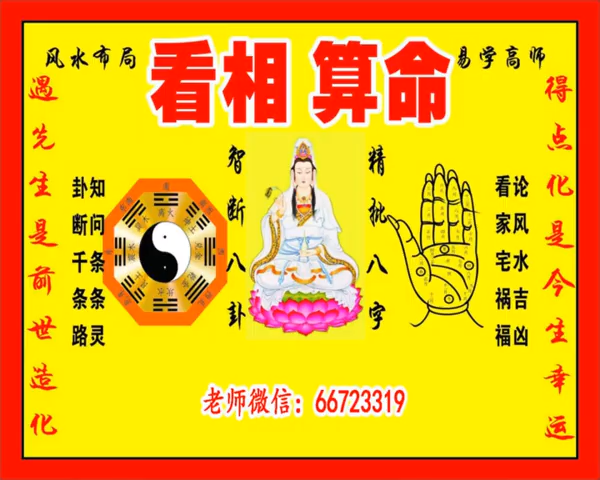 看相 算命
风水布局
易学高师
遇先生是前世造化
得点化是今生幸运
智断八卦
精批八字
卦断千条路
知问条条灵
看家宅祸福
论风水吉凶
老师微信：66723319